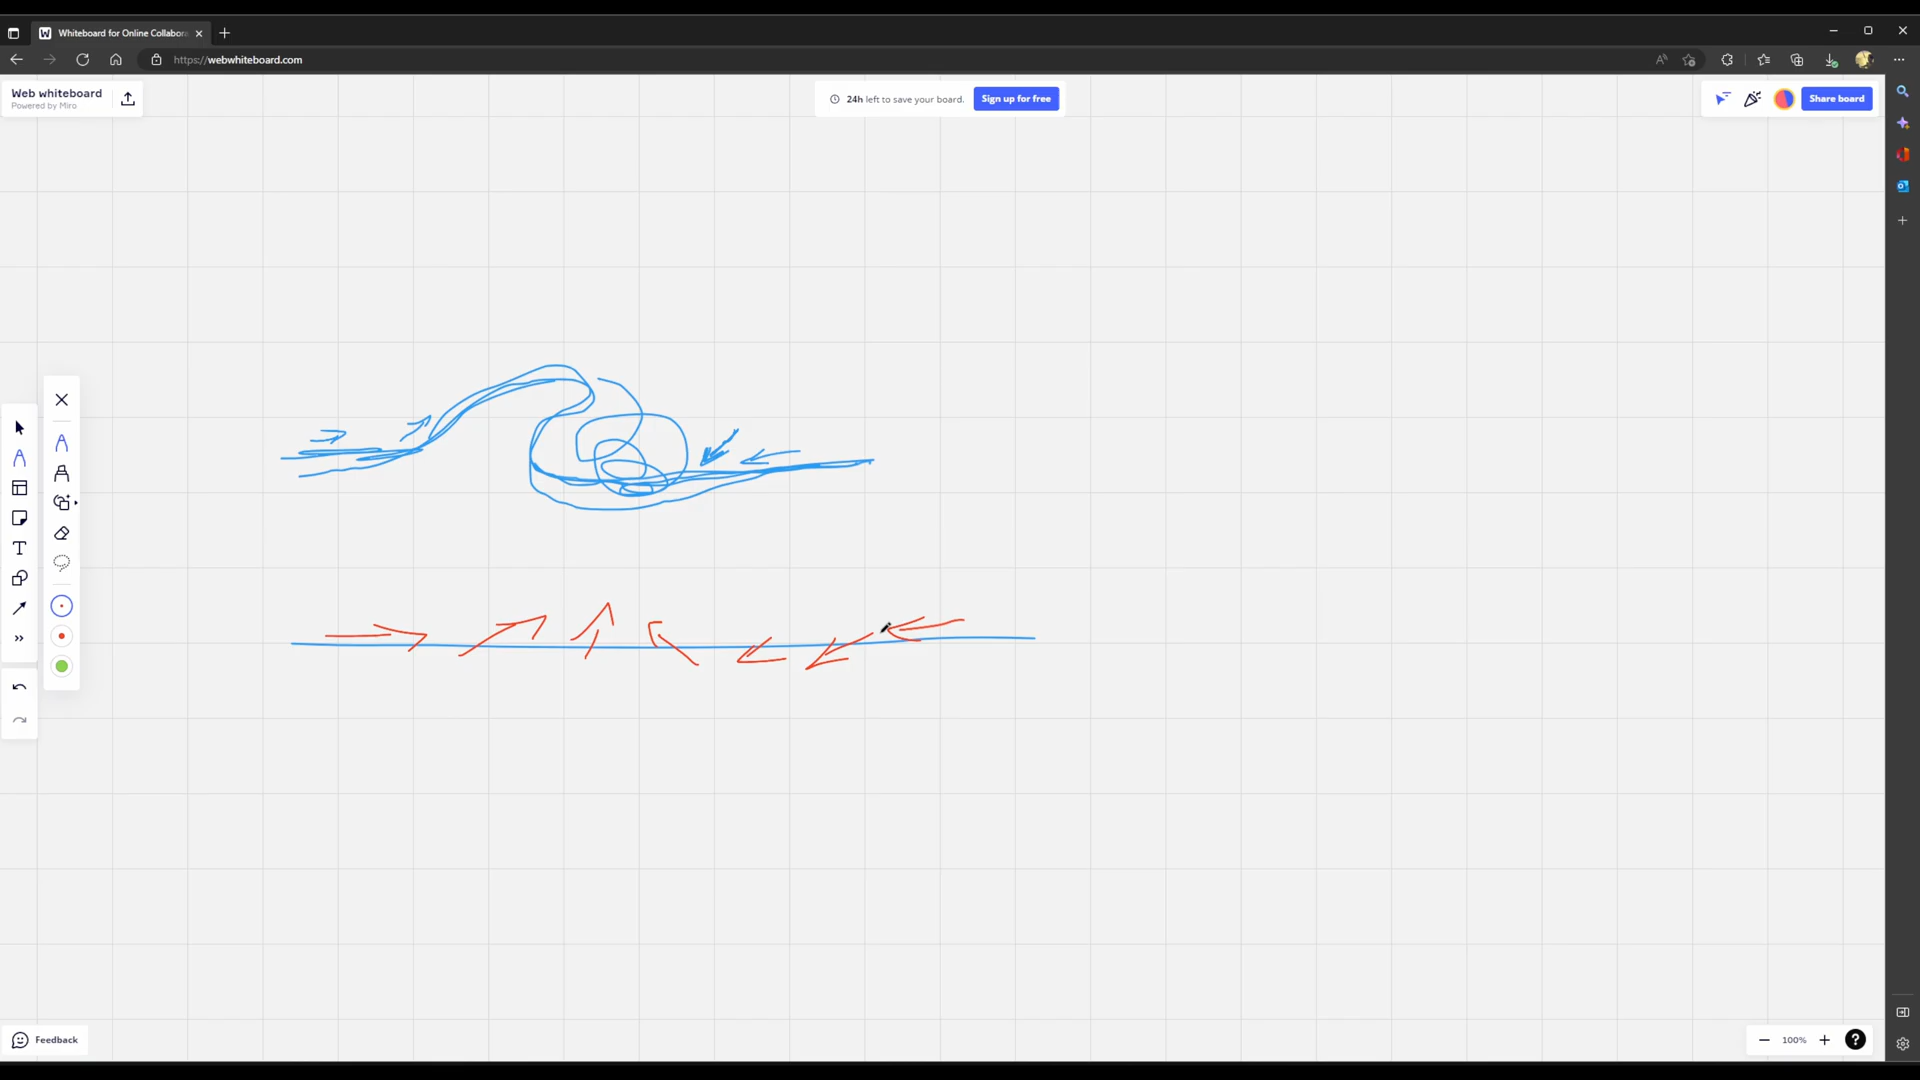 Whiteboard for Online Collabora
https://webwhiteboard.com
Web whiteboard
Powered by Miro
24h left to save your board.
Sign up for free
Share board
Feedback
100%